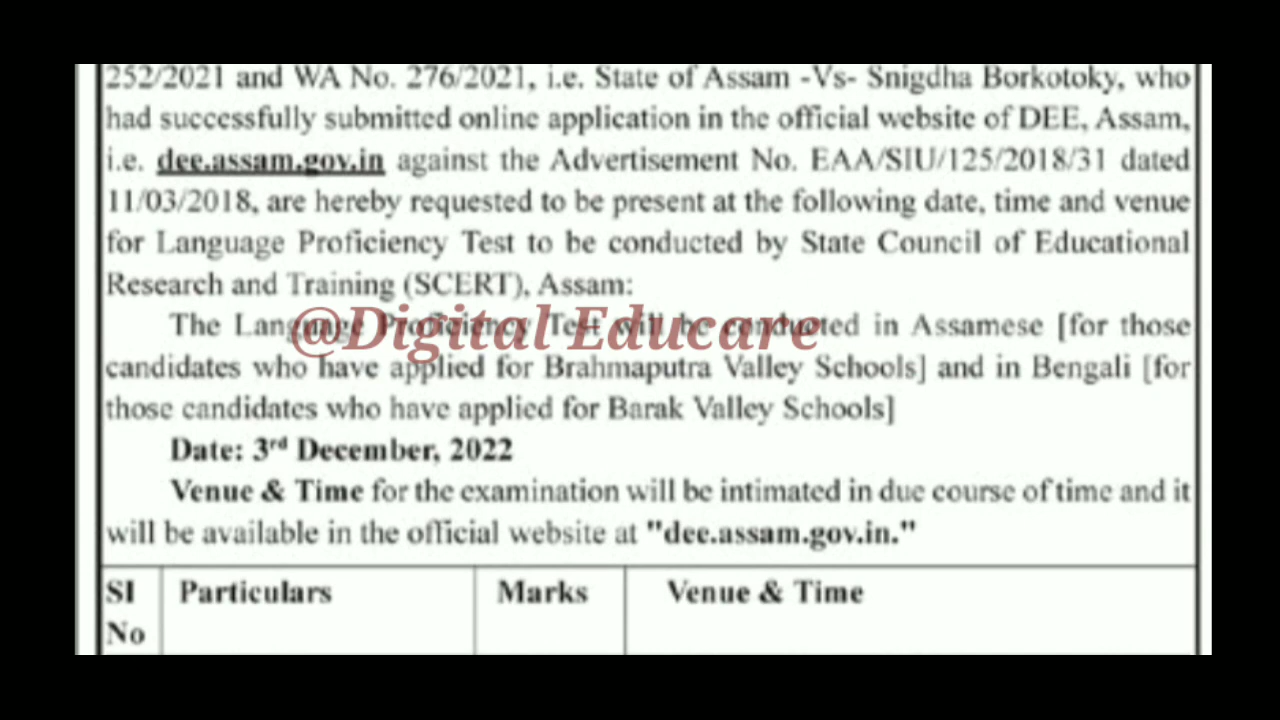 252/2021 and WA No. 276/2021, i.e. State of Assam -Vs- Snigdha Borkotoky, who
had successfully submitted online application in the official website of DEE, Assam,
i.e. dee.assam.gov.in against the Advertisement No. EAA/SIU/125/2018/31 dated
11/03/2018, are hereby requested to be present at the following date, time and venue
for Language Proficiency Test to be conducted by State Council of Educational
Research and Training (SCERT), Assam:
@Digital Educare
The Language Proficiency Test will be conducted in Assamese [for those
candidates who have applied for Brahmaputra Valley Schools] and in Bengali [for
those candidates who have applied for Barak Valley Schools]
Date: 3rd December, 2022
Venue & Time for the examination will be intimated in due course of time and it
will be available in the official website at "dee.assam.gov.in."
SI No Particulars Marks Venue & Time